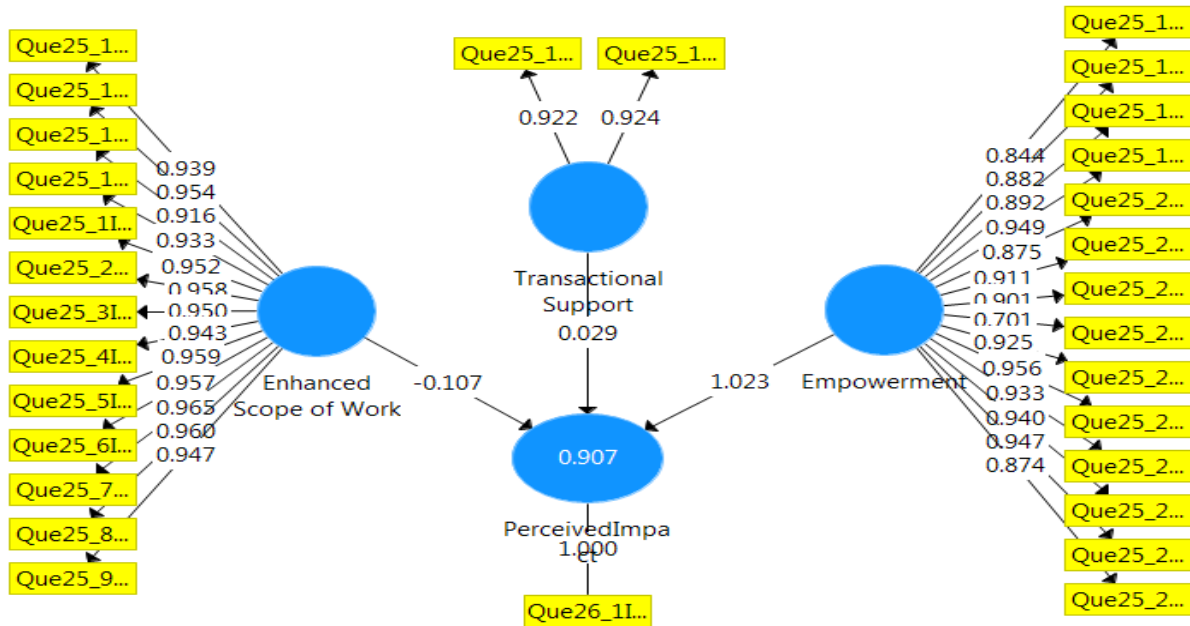 Que25_1...
Que25_1...
Que25_1...
Que25_1...
Que25_1I...
Que25_2...
Que25_3I...
Que25_4I...
Que25_5I...
Que25_6I...
Que25_7...
Que25_8...
Que25_9...
0.939
0.954
0.916
0.933
0.952
0.958
0.950
0.943
0.959
0.957
0.965
0.960
0.947
Enhanced
Scope of Work
-0.107
Que25_1...
Que25_1...
0.922
0.924
Transactional
Support
0.029
0.907
PerceivedImpa
ct
1.000
Que26_1I...
1.023
Empowerment
0.844
0.882
0.892
0.949
0.875
0.911
0.901
0.701
0.925
0.956
0.933
0.940
0.947
0.874
Que25_1...
Que25_1...
Que25_1...
Que25_1...
Que25_2...
Que25_2...
Que25_2...
Que25_2...
Que25_2...
Que25_2...
Que25_2...
Que25_2...
Que25_2...
Que25_2...